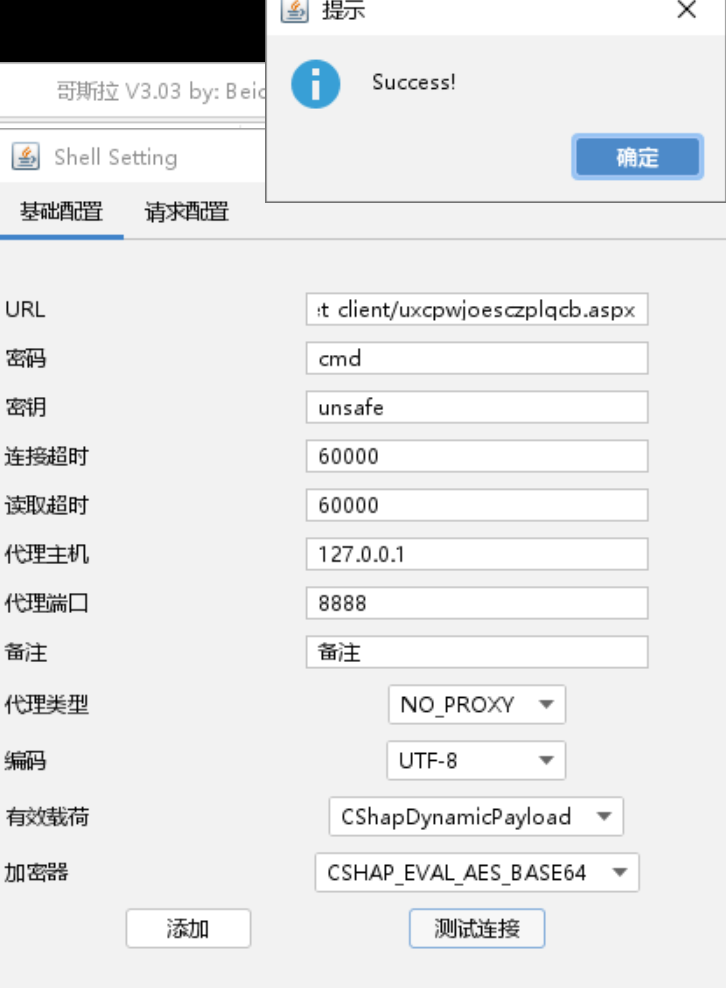 提示
Success!
确定
哥斯拉 V3.03 by: Beic
Shell Setting
基础配置 请求配置
URL et client/uxcpwjoesczplqcb.aspx
密码 cmd
密钥 unsafe
连接超时 60000
读取超时 60000
代理主机 127.0.0.1
代理端口 8888
备注 备注
代理类型 NO_PROXY
编码 UTF-8
有效载荷 CShapDynamicPayload
加密器 CSHAP_EVAL_AES_BASE64
添加 测试连接